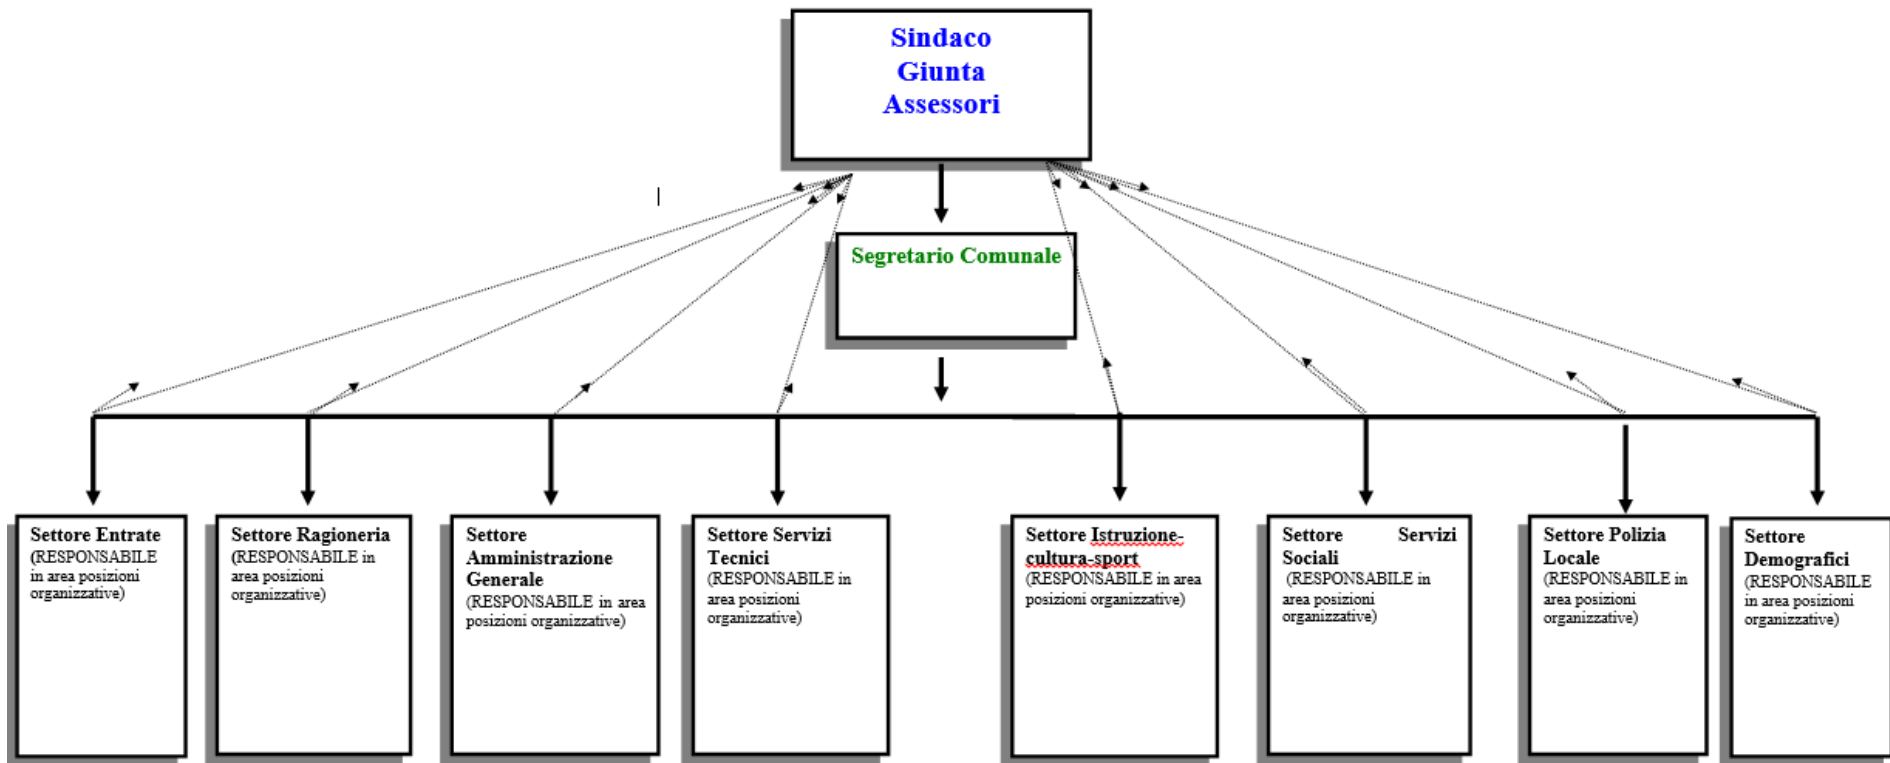 Sindaco
Giunta
Assessori
Segretario Comunale
Settore Entrate
(RESPONSABILE
in area posizioni
organizzative)
Settore Ragioneria
(RESPONSABILE in
area posizioni
organizzative)
Settore
Amministrazione
Generale
(RESPONSABILE in area
posizioni organizzative)
Settore Servizi
Tecnici
(RESPONSABILE in
area posizioni
organizzative)
Settore Istruzione-
cultura-sport
(RESPONSABILE in area
posizioni organizzative)
Settore Servizi
Sociali
(RESPONSABILE in
area posizioni
organizzative)
Settore Polizia
Locale
(RESPONSABILE in
area posizioni
organizzative)
Settore
Demografici
(RESPONSABILE
in area posizioni
organizzative)